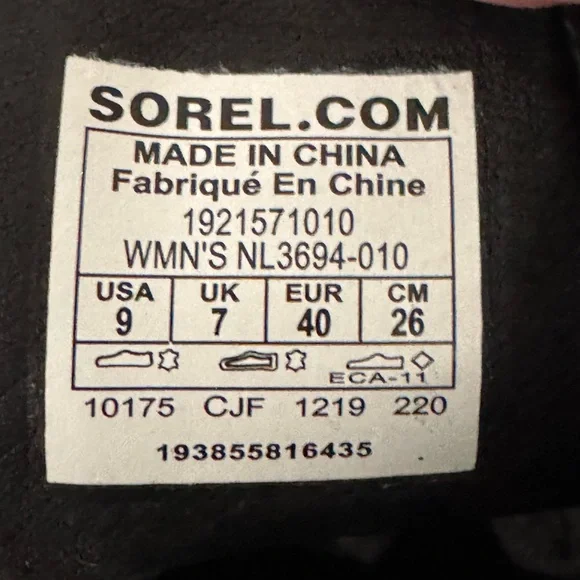 SOREL.COM
MADE IN CHINA
Fabriqué En Chine
1921571010
WMN'S NL3694-010
USA UK EUR CM
9 7 40 26
ECA-11
10175 CJF 1219 220
193855816435